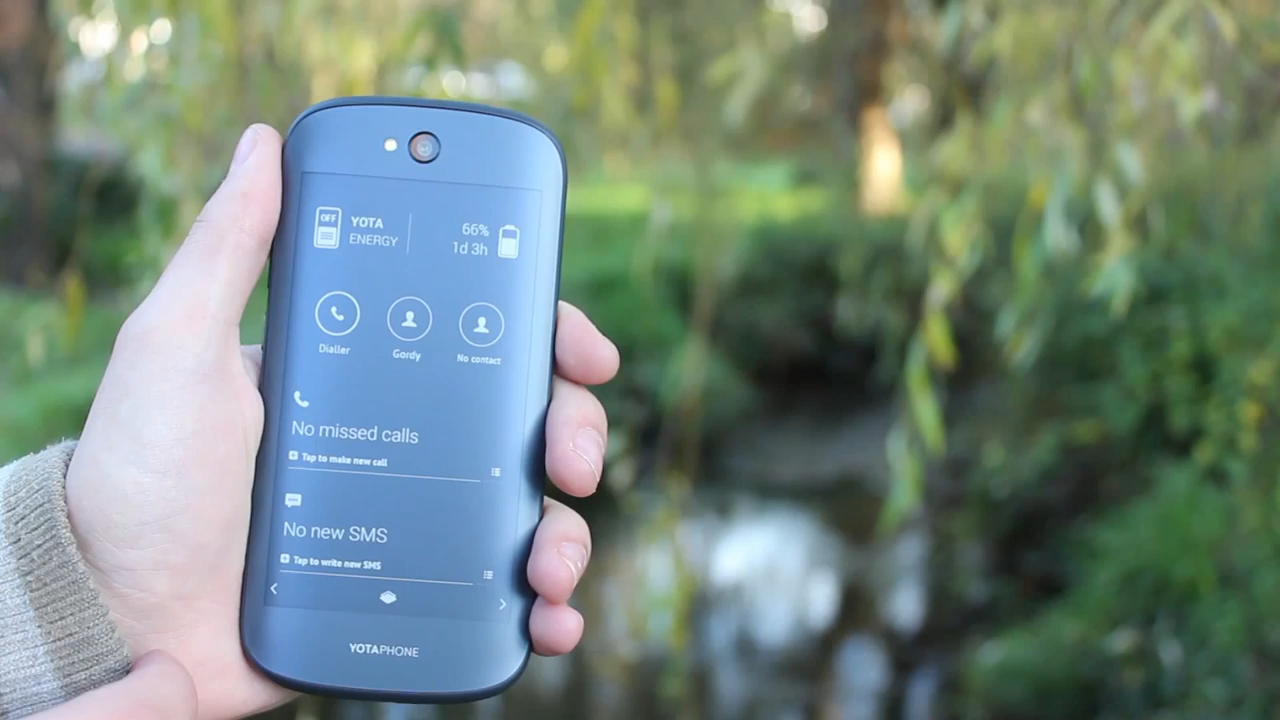 OFF
YOTA
ENERGY
66%
1d 3h
Dialler
Gordy
No contact
No missed calls
Tap to make new call
No new SMS
Tap to write new SMS
YOTAPHONE